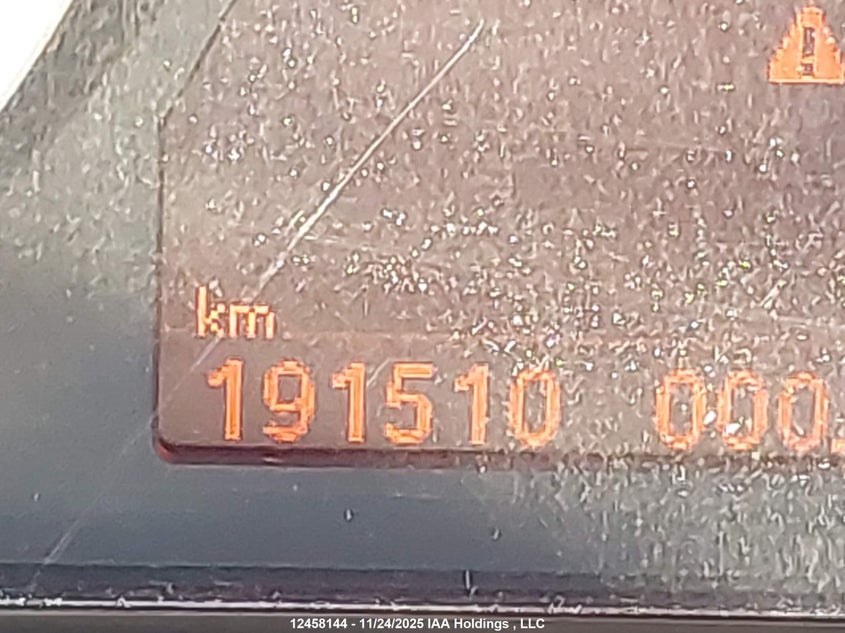 km
191510 000.
12458144 - 11/24/2025 IAA Holdings , LLC